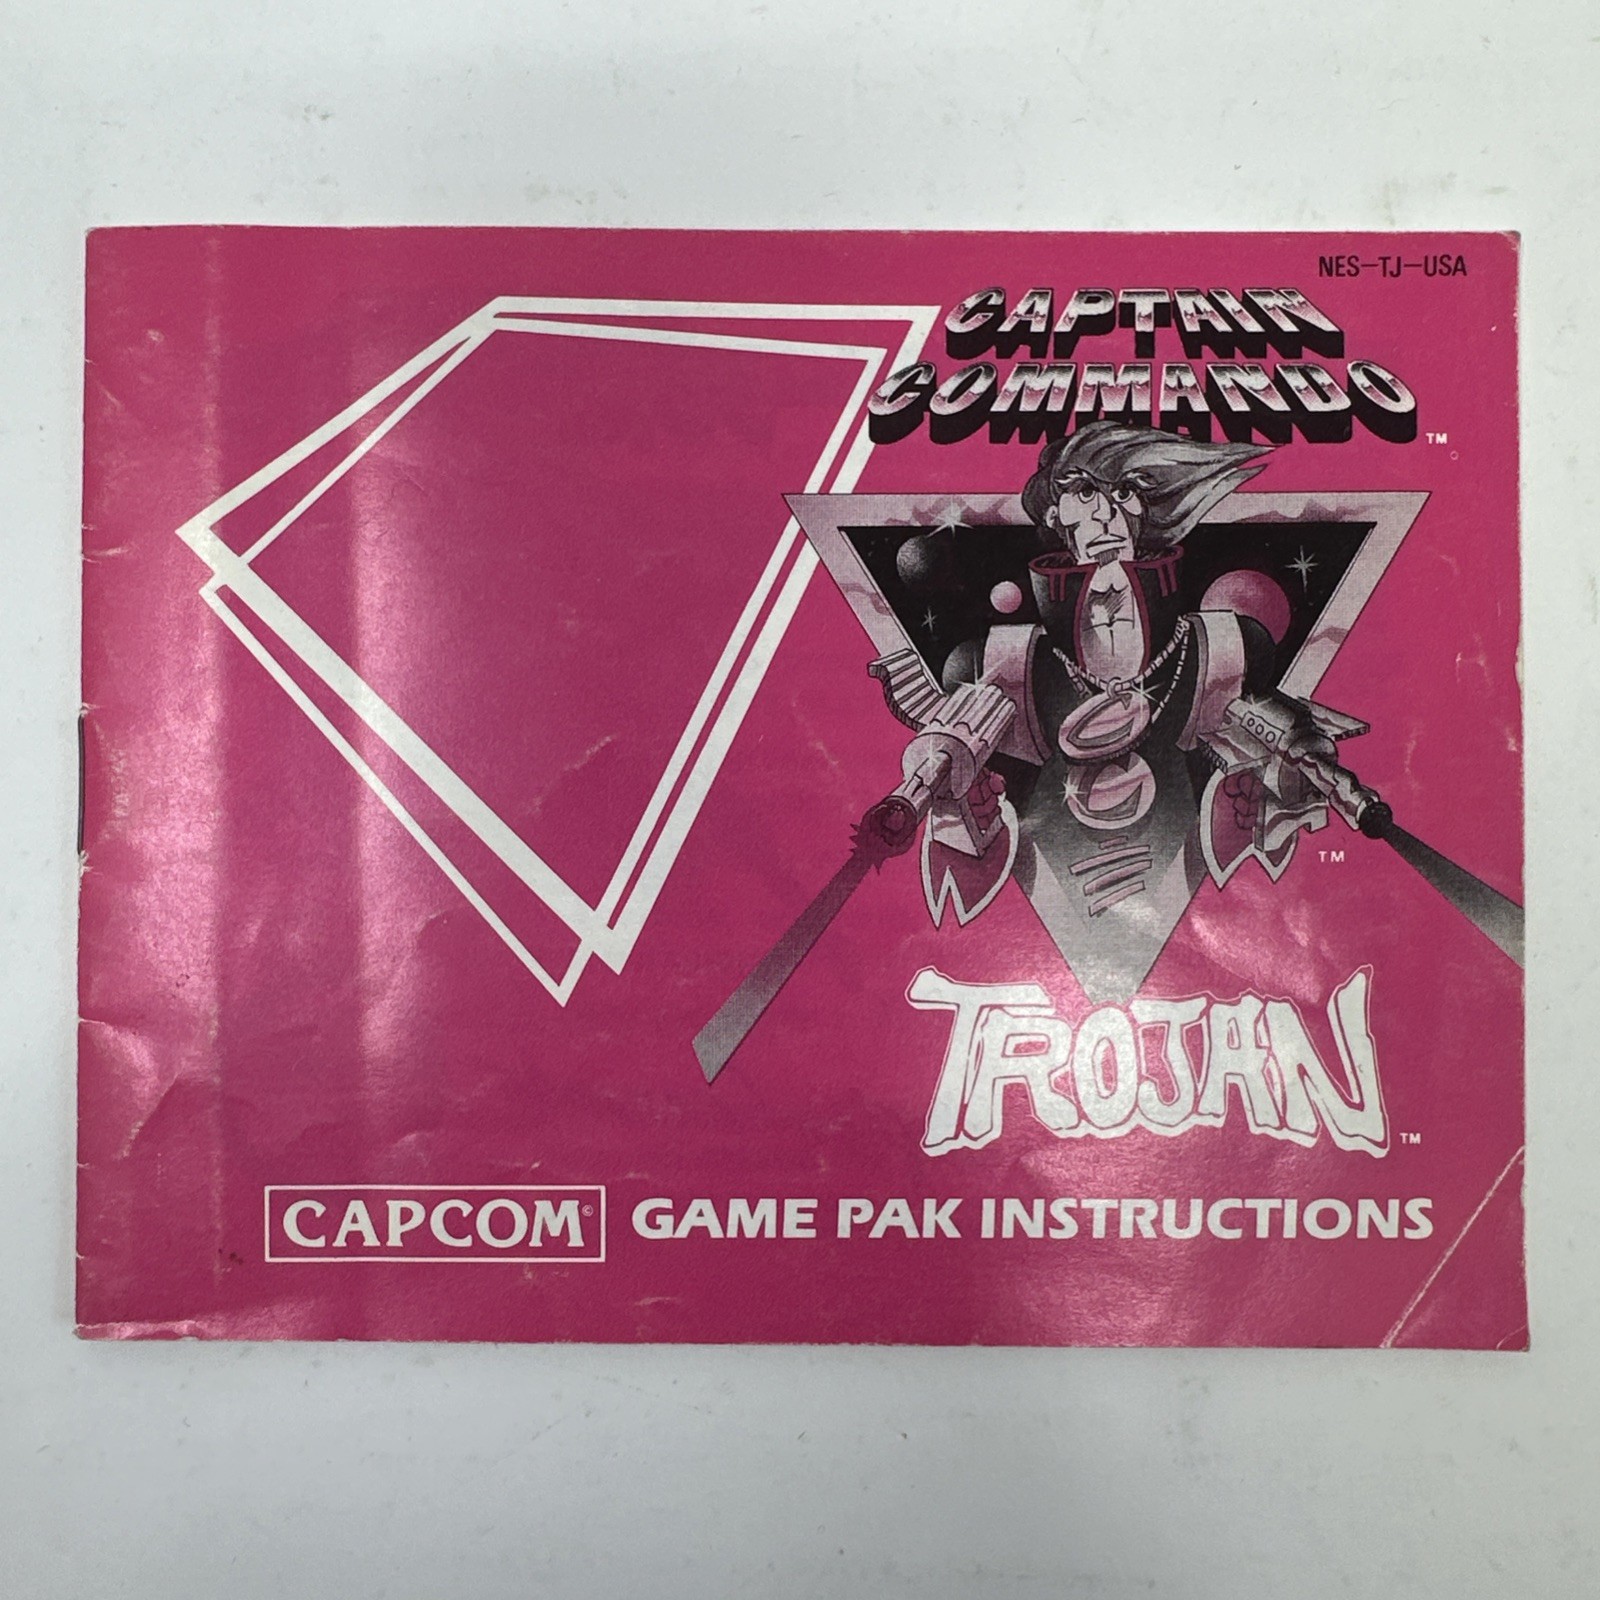 NES-TJ-USA
CAPTAIN
COMMANDO TM
TM
TROJAN TM
CAPCOM© GAME PAK INSTRUCTIONS